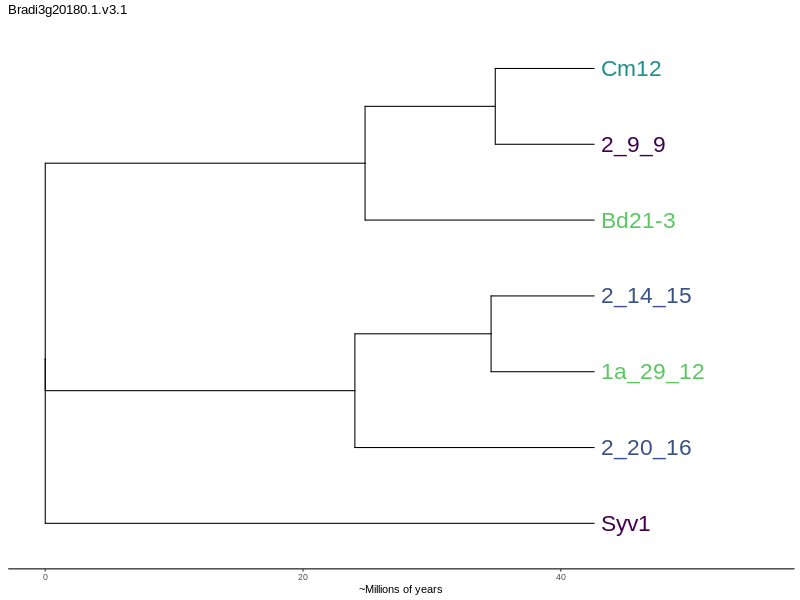 Bradi3g20180.1.v3.1
Cm12
2_9_9
Bd21-3
2_14_15
1a_29_12
2_20_16
Syv1
0 20 40
~Millions of years